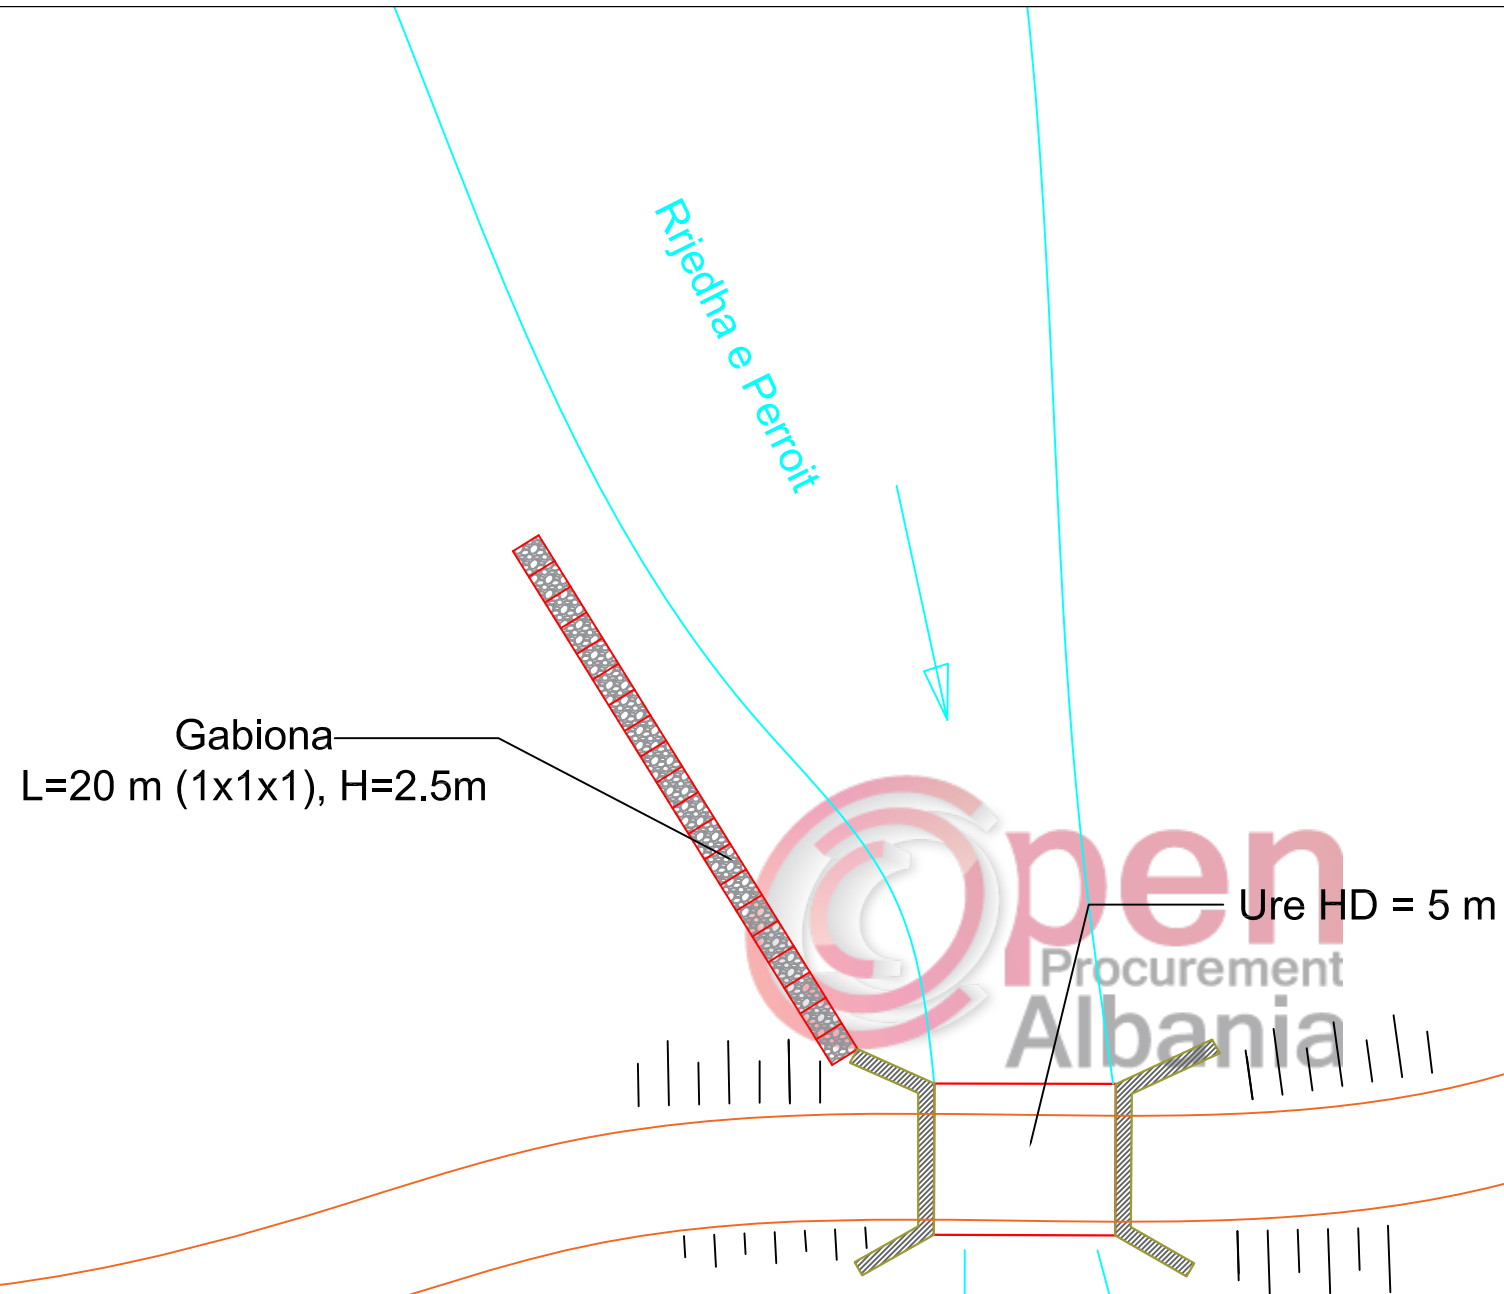 Rrjedha e Perroit
Gabiona
L=20 m (1x1x1), H=2.5m
Ure HD = 5 m
Open
Procurement
Albania